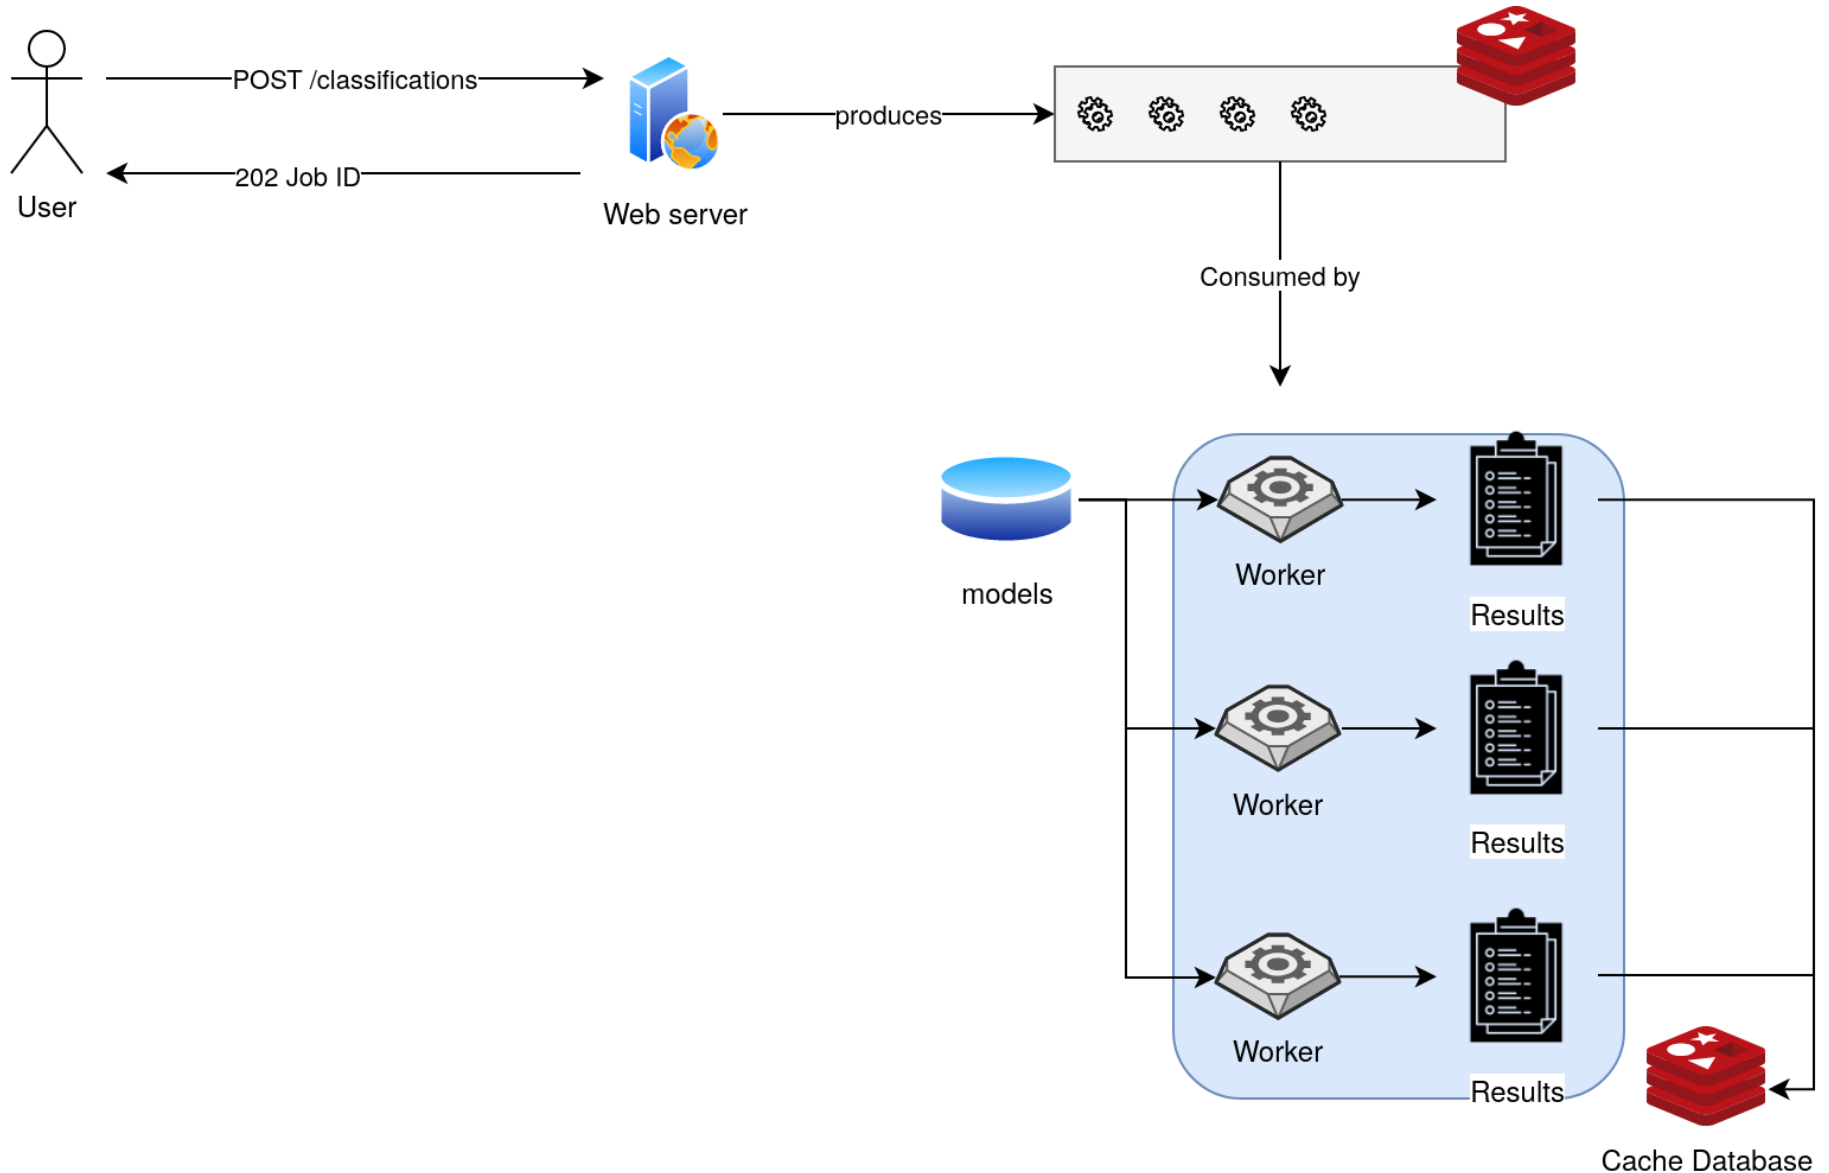 POST /classifications
202 Job ID
User
Web server
produces
Consumed by
models
Worker
Results
Worker
Results
Worker
Results
Cache Database